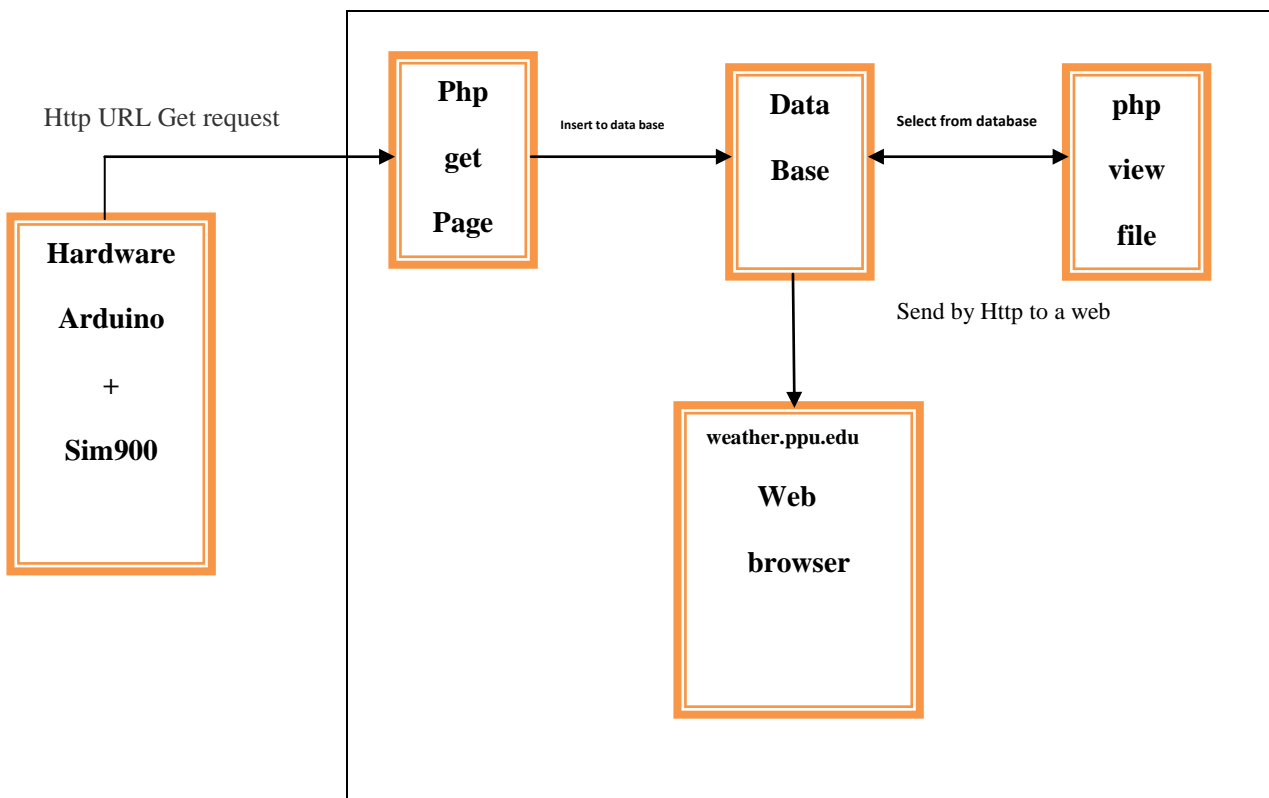 Http URL Get request
Hardware
Arduino
+
Sim900
Php
get
Page
Insert to data base
Data
Base
Select from database
php
view
file
Send by Http to a web
weather.ppu.edu
Web
browser